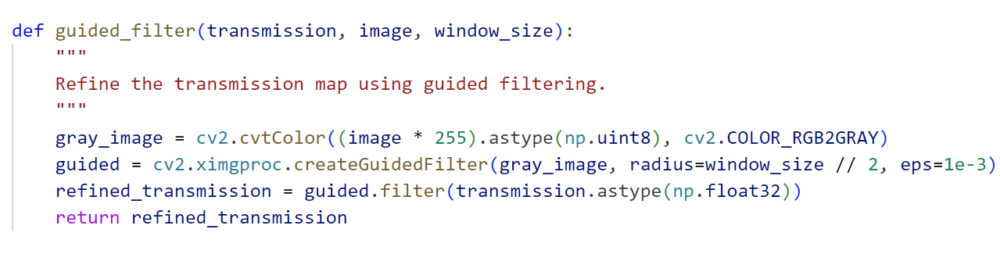 def guided_filter(transmission, image, window_size):
    """
    Refine the transmission map using guided filtering.
    """
    gray_image = cv2.cvtColor((image * 255).astype(np.uint8), cv2.COLOR_RGB2GRAY)
    guided = cv2.ximgproc.createGuidedFilter(gray_image, radius=window_size // 2, eps=1e-3)
    refined_transmission = guided.filter(transmission.astype(np.float32))
    return refined_transmission